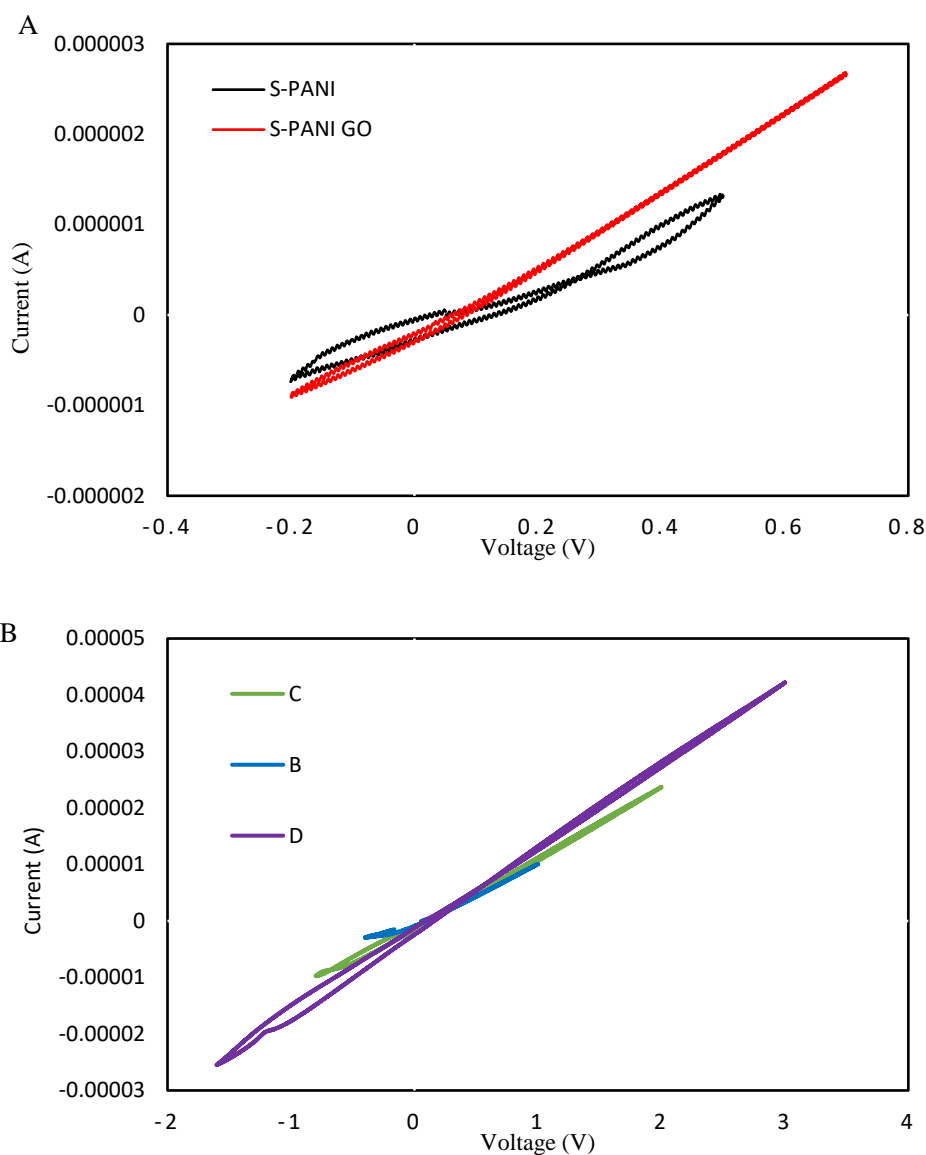 A
0.000003
0.000002
0.000001
0
-0.000001
-0.000002
Current (A)
S-PANI
S-PANI GO
-0.4 -0.2 0 0.2 0.4 0.6 0.8
Voltage (V)
B
0.00005
0.00004
0.00003
0.00002
0.00001
0
-0.00001
-0.00002
-0.00003
Current (A)
C
B
D
-2 -1 0 1 2 3 4
Voltage (V)